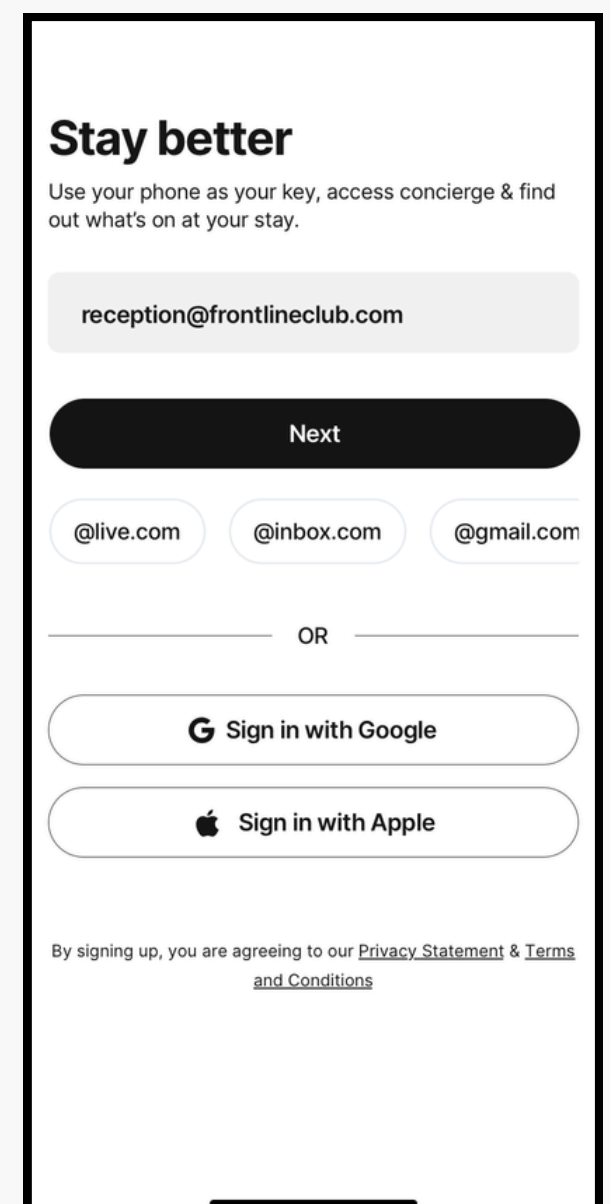 Stay better
Use your phone as your key, access concierge & find
out what's on at your stay.
reception@frontlineclub.com
Next
@live.com @inbox.com @gmail.com
OR
Sign in with Google
Sign in with Apple
By signing up, you are agreeing to our Privacy Statement & Terms
and Conditions